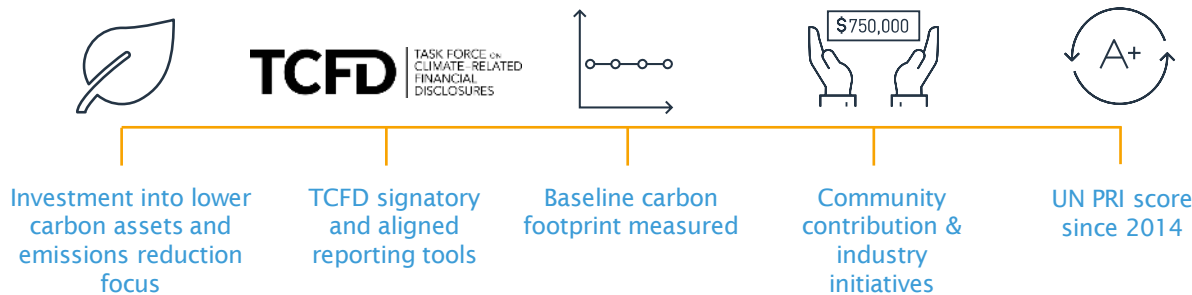 TCFD
TASK FORCE ON
CLIMATE-RELATED
FINANCIAL
DISCLOSURES
$750,000
A+
Investment into lower
carbon assets and
emissions reduction
focus
TCFD signatory
and aligned
reporting tools
Baseline carbon
footprint measured
Community
contribution &
industry
initiatives
UN PRI score
since 2014